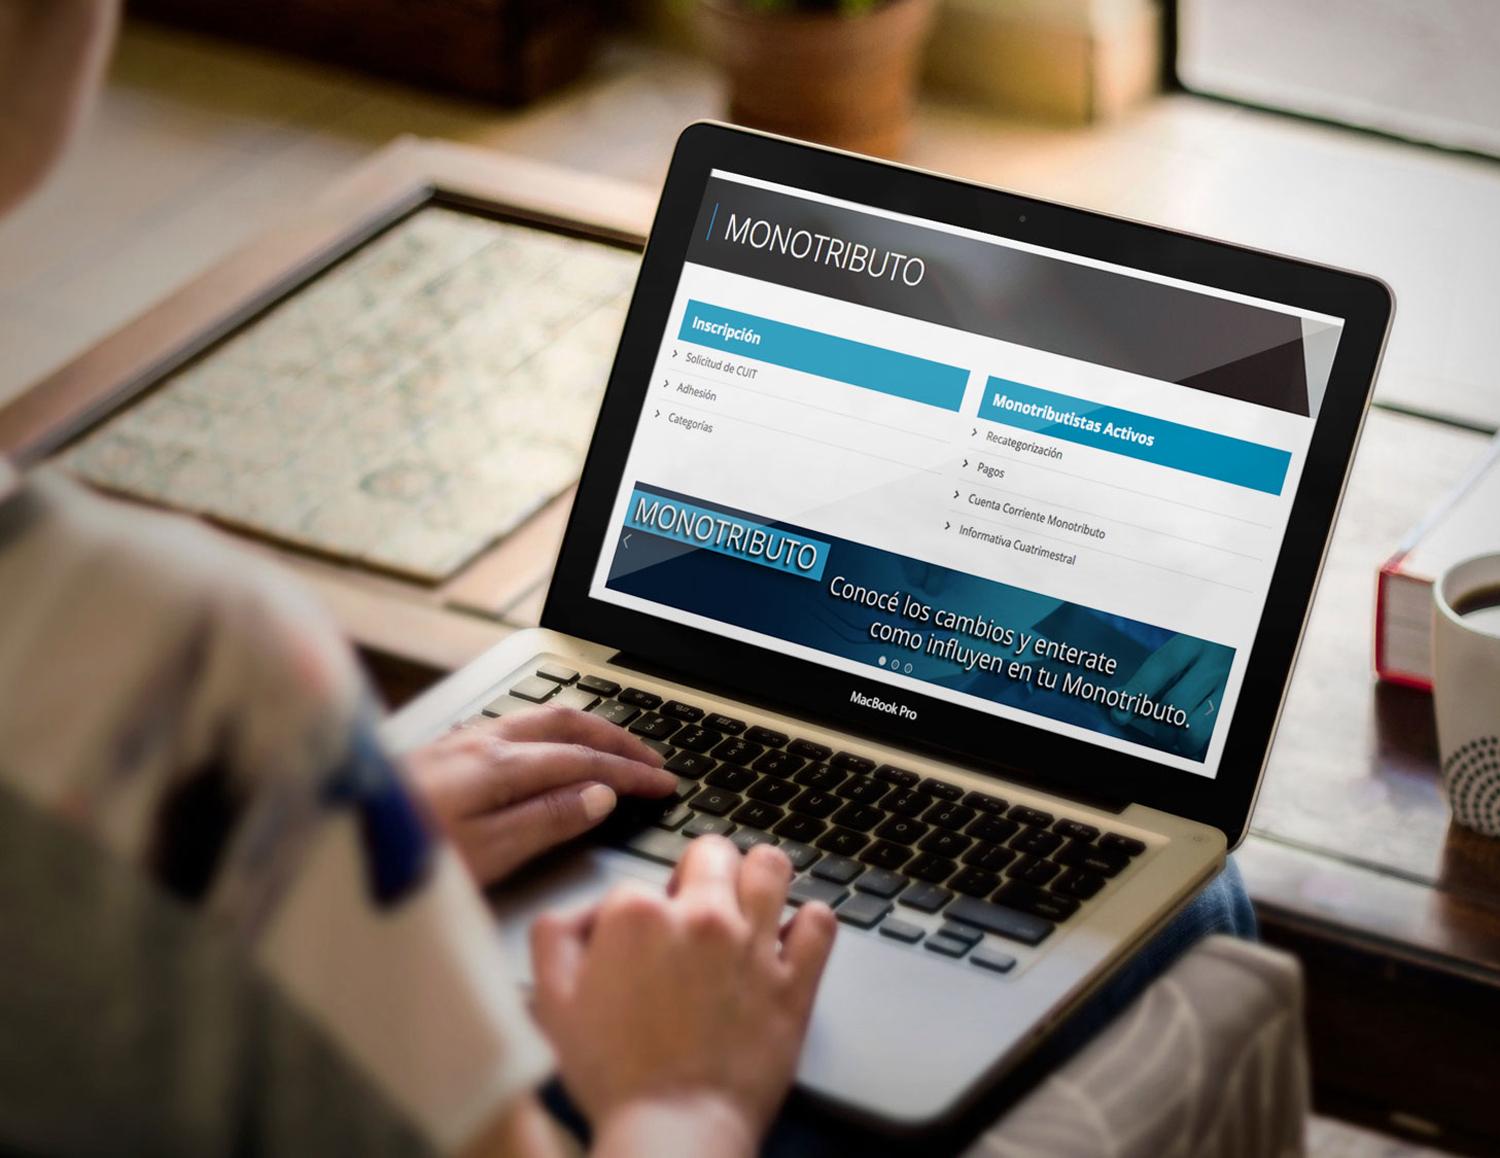 MONOTRIBUTO
Inscripción
Solicitud de CUIT
Adhesión
Categorías
Monotributistas Activos
Recategorización
Pagos
Cuenta Corriente Monotributo
Informativa Cuatrimestral
MONOTRIBUTO
Conocé los cambios y enterate
como influyen en tu Monotributo.
MacBook Pro